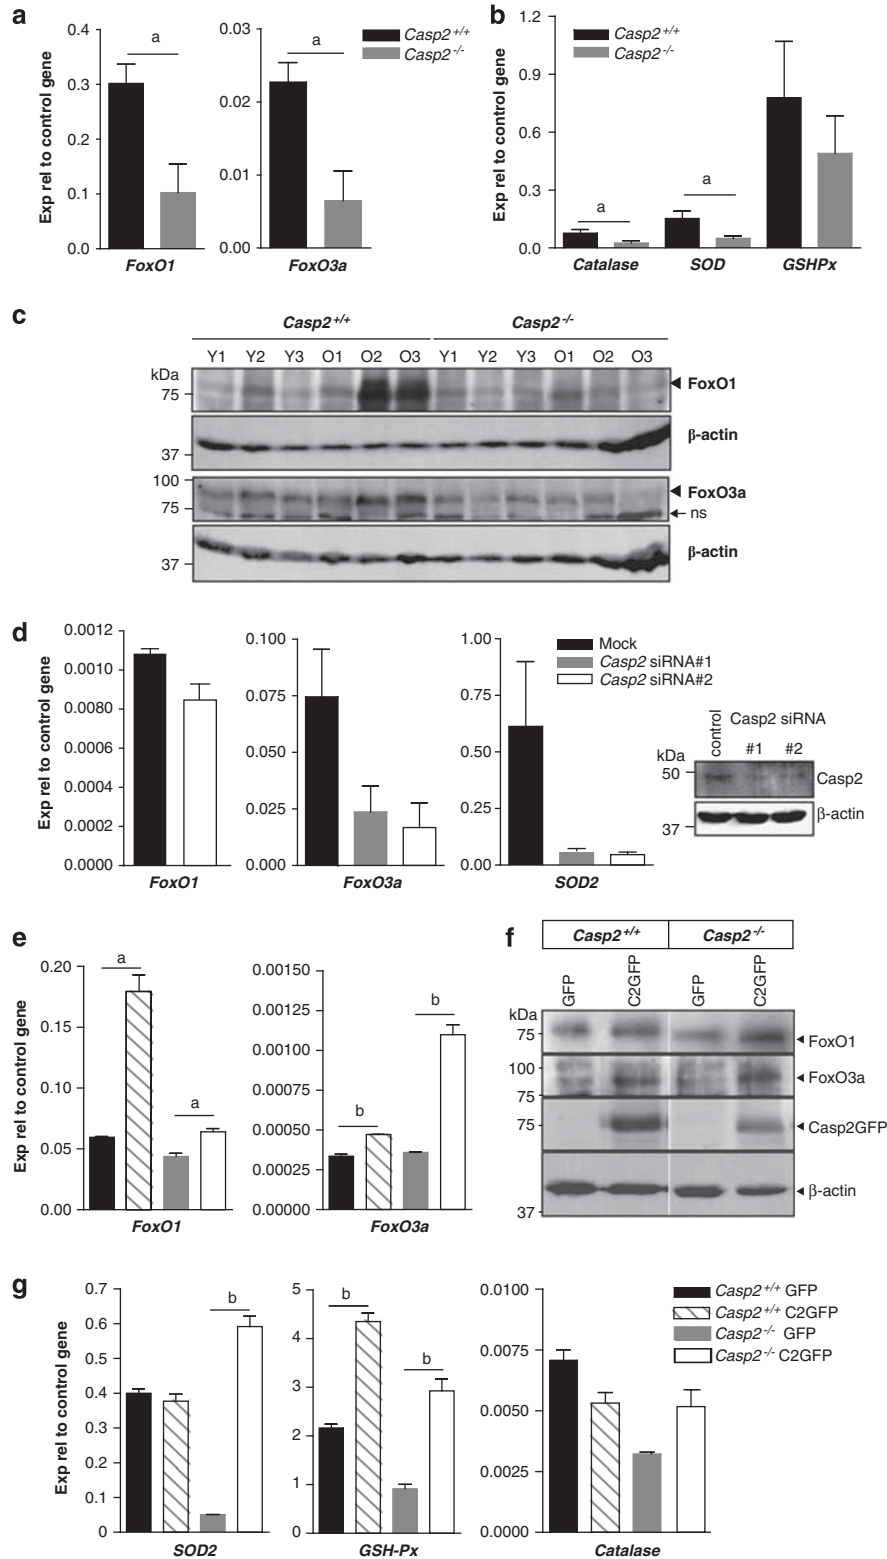 a
0.4
0.3
0.2
0.1
0.0
Exp rel to control gene
a
FoxO1
0.03
0.02
0.01
0.00
a
FoxO3a
Casp2+/+
Casp2-/-
b
1.2
0.9
0.6
0.3
0.0
Exp rel to control gene
Casp2+/+
Casp2-/-
a
a
Catalase SOD GSHPx
c
Casp2+/+ Casp2-/-
Y1 Y2 Y3 O1 O2 O3 Y1 Y2 Y3 O1 O2 O3
kDa
75
FoxO1
37
β-actin
100
75
FoxO3a
ns
37
β-actin
d
Exp rel to control gene
0.0012
0.0010
0.0008
0.0006
0.0004
0.0002
0.0000
FoxO1
0.100
0.075
0.050
0.025
0.000
FoxO3a
1.00
0.75
0.50
0.25
0.00
SOD2
Mock
Casp2 siRNA#1
Casp2 siRNA#2
control
Casp2 siRNA
#1 #2
kDa
50
Casp2
37
β-actin
e
Exp rel to control gene
0.20
0.15
0.10
0.05
0.00
a
a
FoxO1
0.00150
0.00125
0.00100
0.00075
0.00050
0.00025
0.00000
b
b
FoxO3a
f
Casp2+/+ Casp2-/-
GFP C2GFP GFP C2GFP
kDa
75
FoxO1
100
75
FoxO3a
75
Casp2GFP
37
β-actin
g
Exp rel to control gene
0.7
0.6
0.5
0.4
0.3
0.2
0.1
0
b
SOD2
5
4
3
2
1
0
b
b
GSH-Px
0.0100
0.0075
0.0050
0.0025
0.0000
Catalase
Casp2+/+ GFP
Casp2+/+ C2GFP
Casp2-/- GFP
Casp2-/- C2GFP